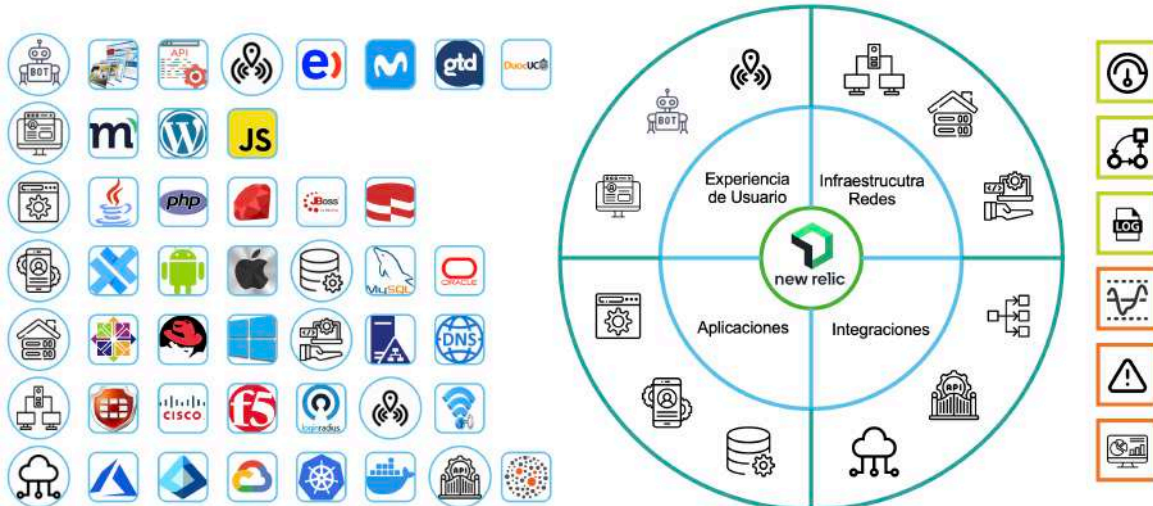 BOT
API
e)
gtd
DuocUC
m
JS
php
JBoss
MySQL
ORACLE
DNS
CISCO
f5
loginradius
API
BOT
Experiencia
de Usuario
Infraestrucutra
Redes
new relic
Aplicaciones
Integraciones
API
LOG